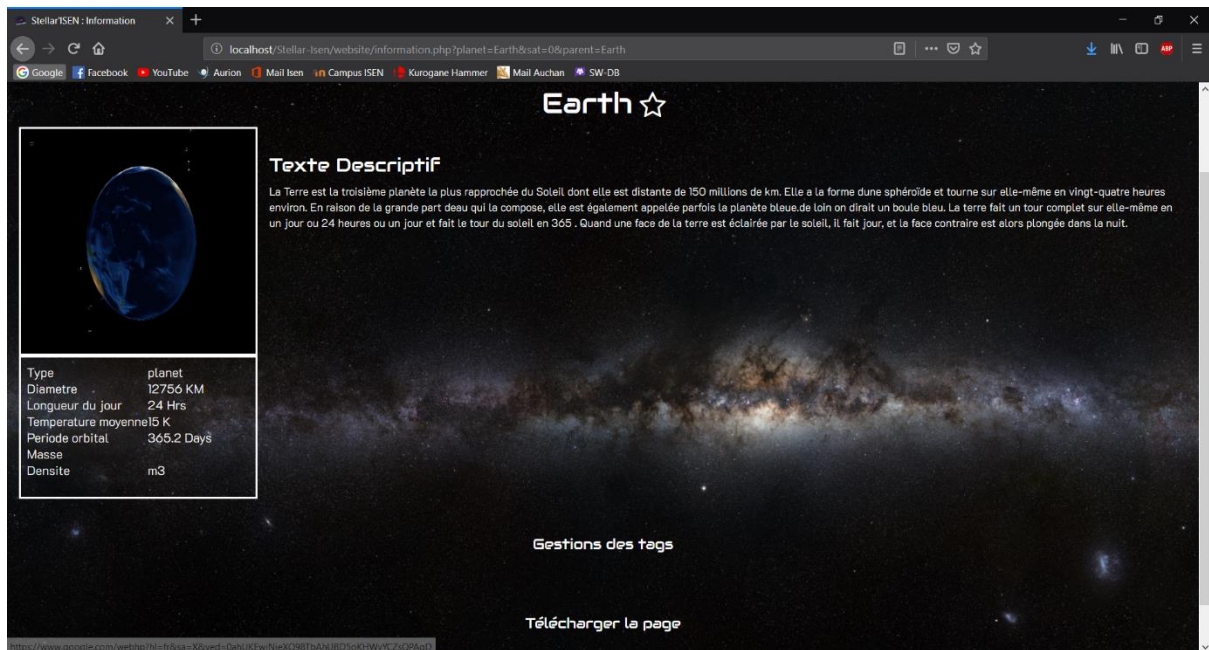 Stellar'ISEN : Information
localhost/Stellar-Isen/website/information.php?planet=Earth&sat=0&parent=Earth
ABP
Google Facebook YouTube Aurion Mail Isen Campus ISEN Kurogane Hammer Mail Auchan SW-DB
Earth
Texte Descriptif
La Terre est la troisième planète la plus rapprochée du Soleil dont elle est distante de 150 millions de km. Elle a la forme dune sphéroïde et tourne sur elle-même en vingt-quatre heures
environ. En raison de la grande part deau qui la compose, elle est également appelée parfois la planète bleue.de loin on dirait un boule bleu. La terre fait un tour complet sur elle-même en
un jour ou 24 heures ou un jour et fait le tour du soleil en 365 . Quand une face de la terre est éclairée par le soleil, il fait jour, et la face contraire est alors plongée dans la nuit.
Type planet
Diametre 12756 KM
Longueur du jour 24 Hrs
Temperature moyenne15 K
Periode orbital 365.2 Days
Masse
Densite m3
Gestions des tags
Télécharger la page